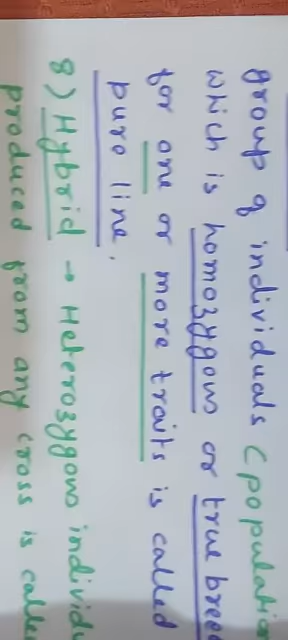 group of individuals (populatio
which is homozygous or true bree
for one or more traits is called
pure line.
8) Hybrid → Heterozygous individu
produced from any cross is calle